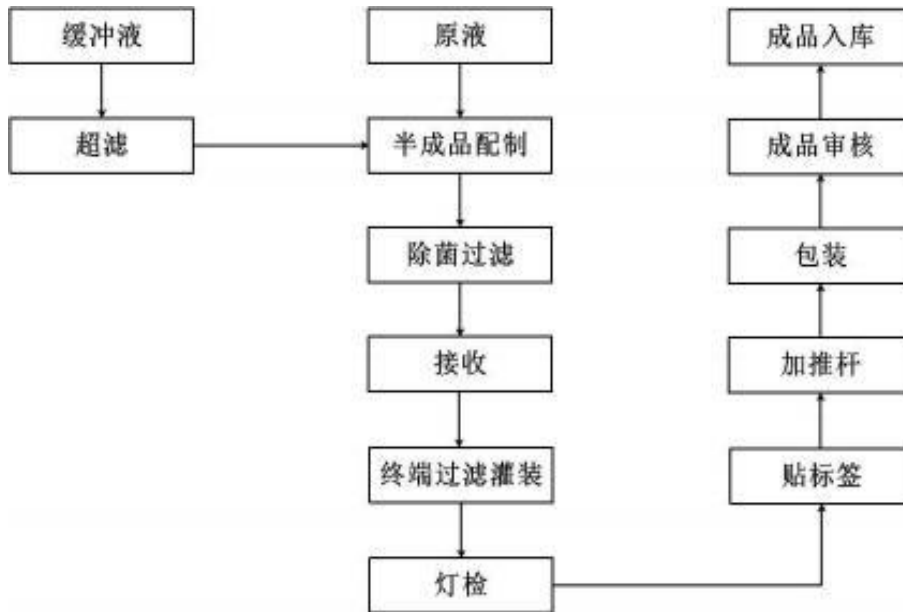 缓冲液
原液
成品入库
超滤
半成品配制
成品审核
除菌过滤
包装
接收
加推杆
终端过滤灌装
贴标签
灯检